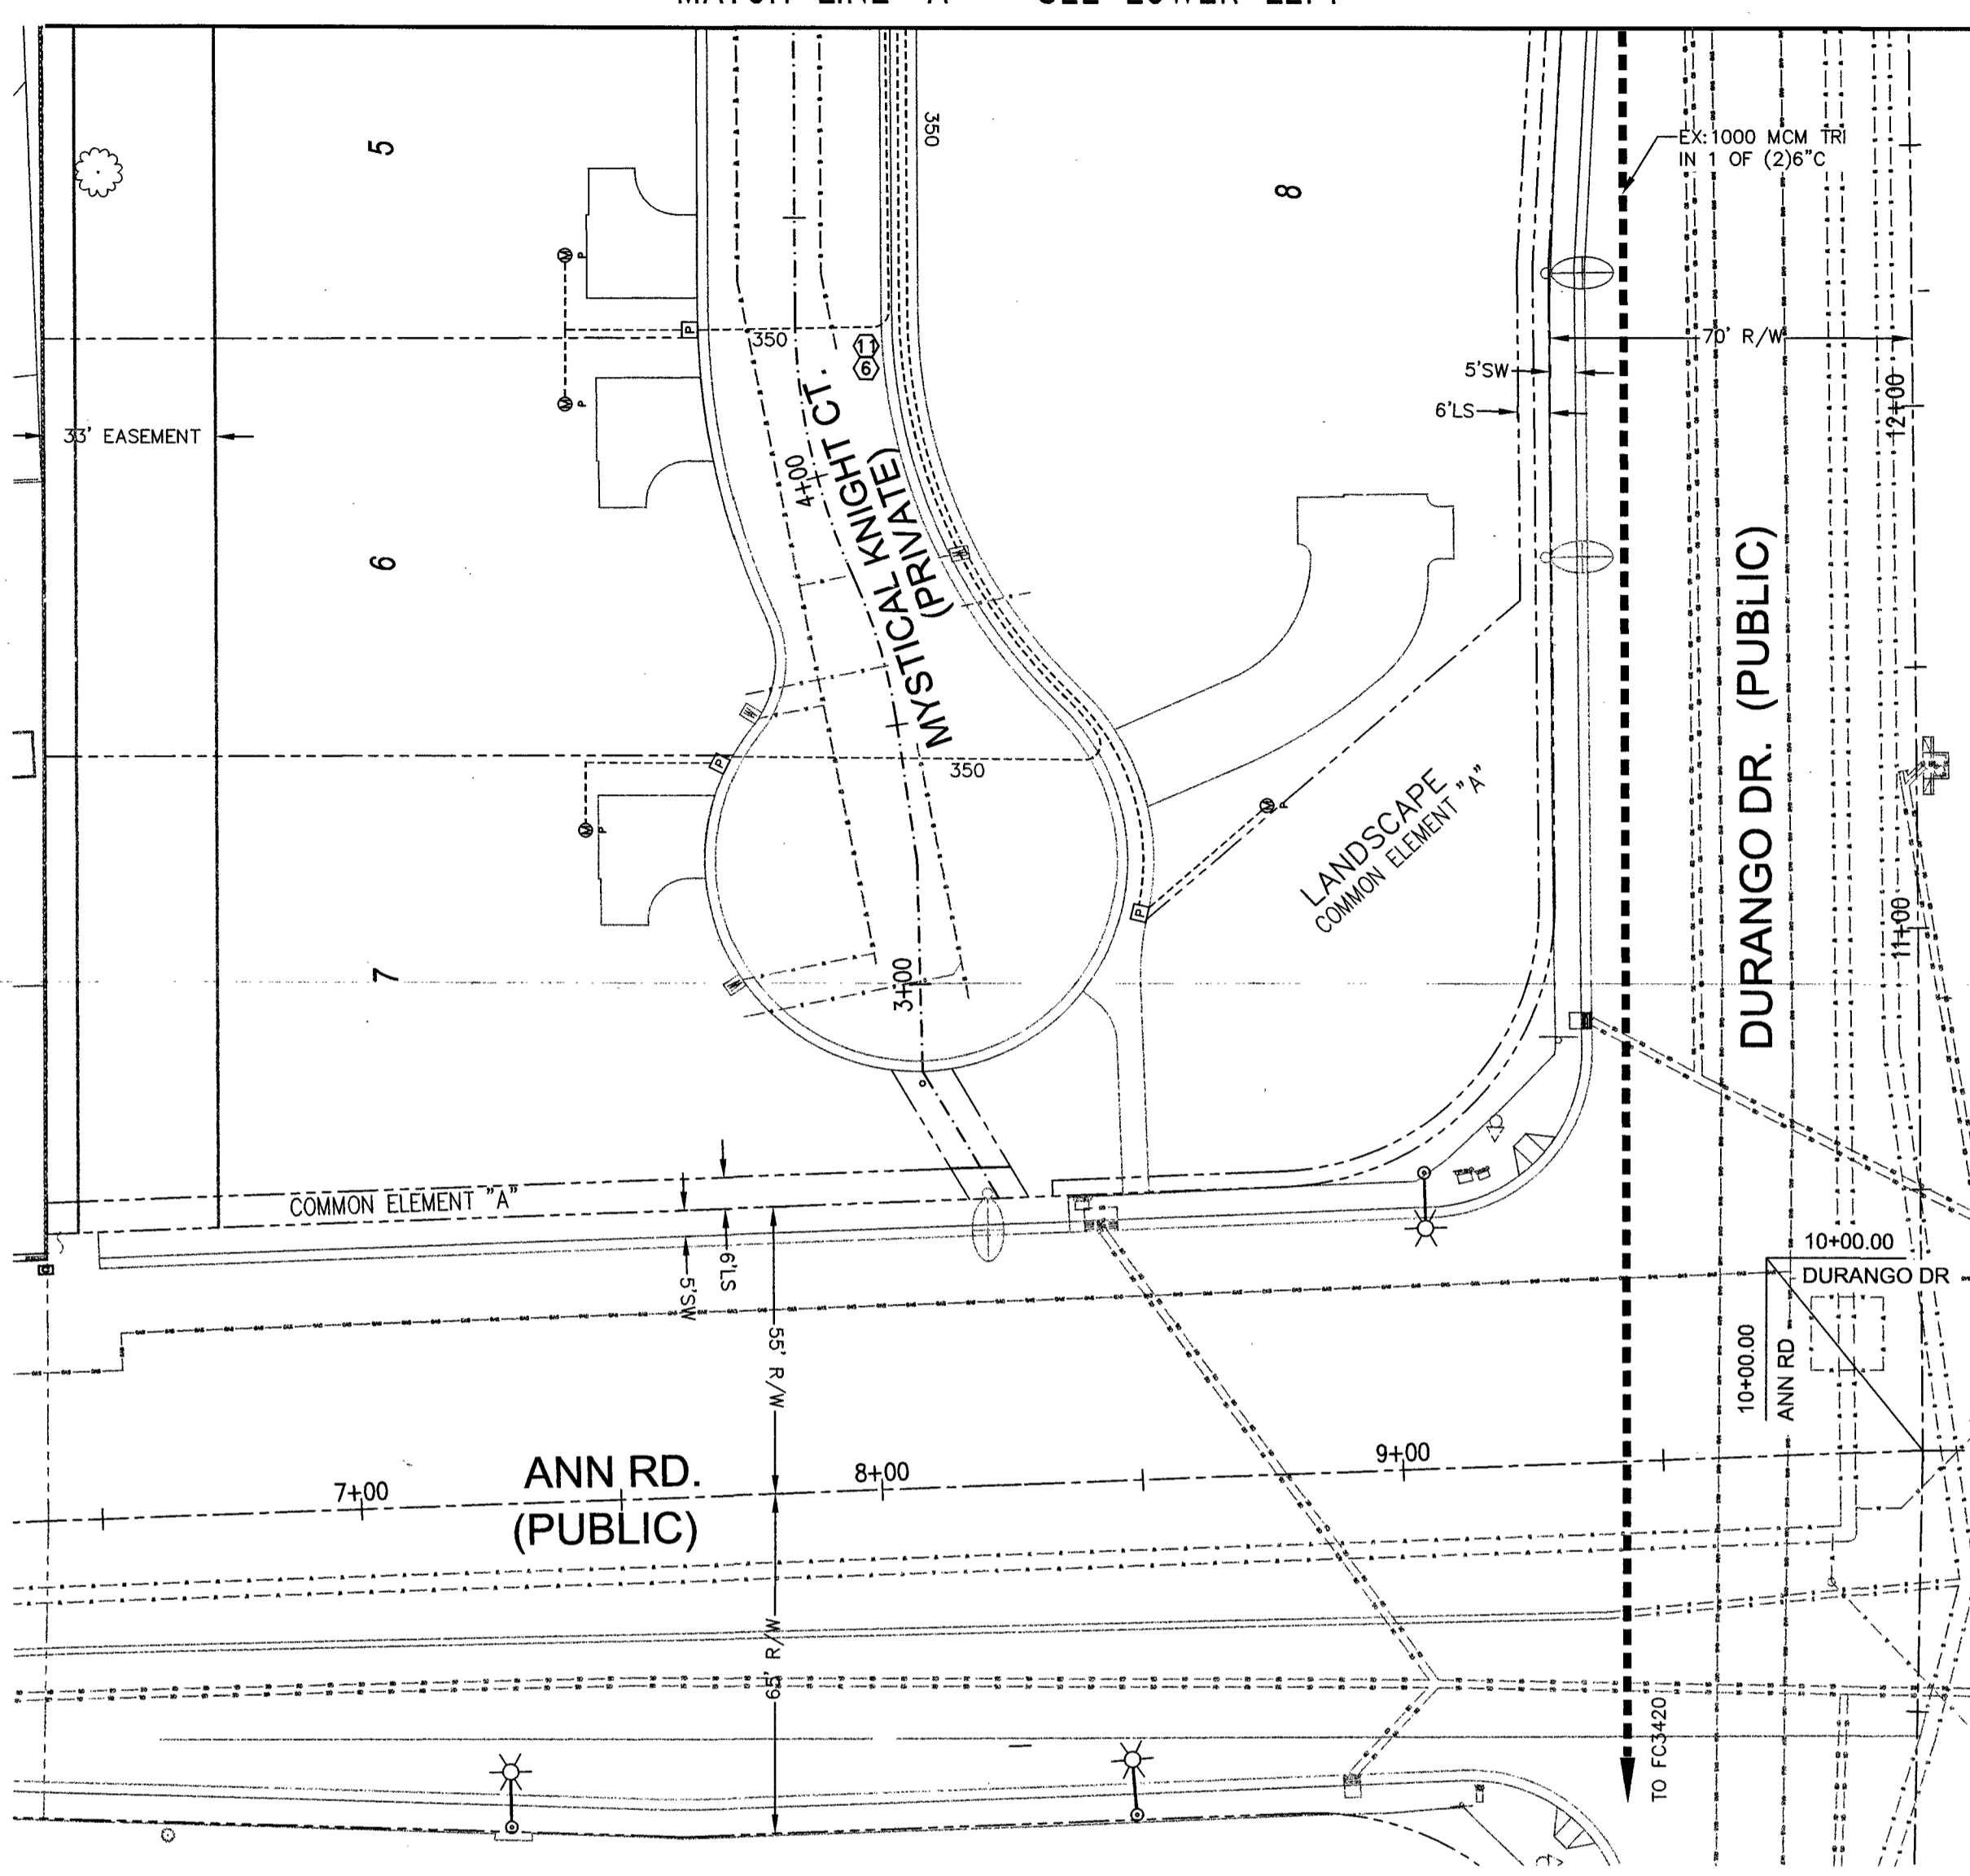 5
350
8
EX: 1000 MCM TRI
IN 1 OF (2)6"C
P
P
350
11
6
70' R/W
5'SW
6'LS
12+00
33' EASEMENT
P
4+00
MYSTICAL KNIGHT CT.
(PRIVATE)
6
DURANGO DR. (PUBLIC)
P
350
P
LANDSCAPE
COMMON ELEMENT "A"
P
P
11+00
7
3+00
COMMON ELEMENT "A"
6'LS
5'SW
10+00.00
DURANGO DR
10+00.00
ANN RD
55' R/W
7+00
ANN RD.
(PUBLIC)
8+00
9+00
65' R/W
TO FC3420